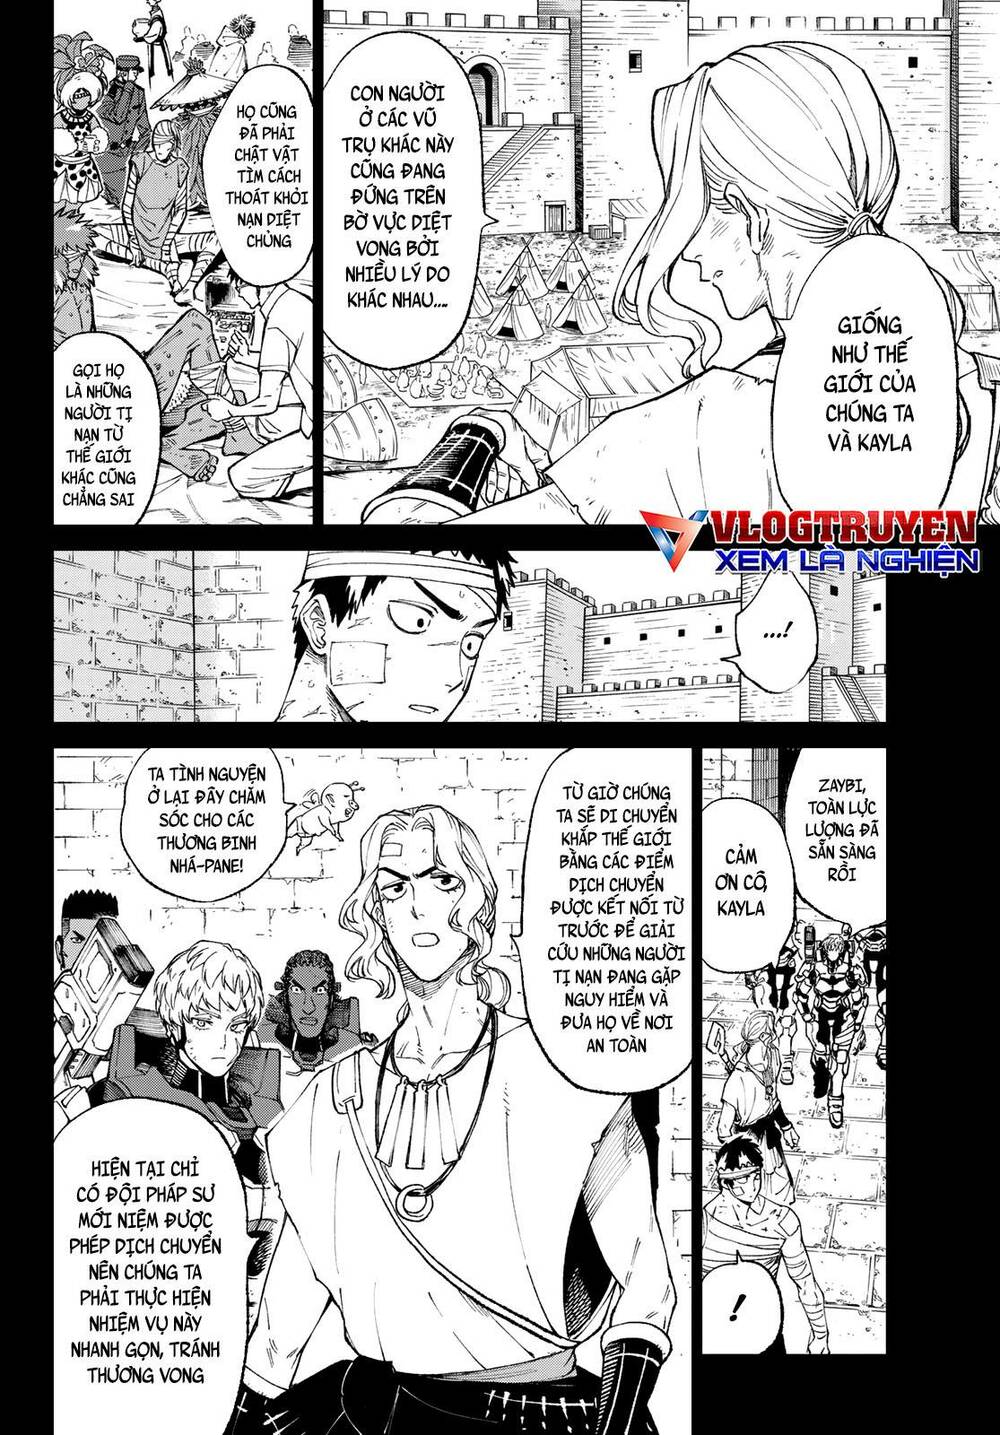 GIỐNG
NHƯ THẾ
GIỚI CỦA
CHÚNG TA
VÀ KAYLA
CON NGƯỜI
Ở CÁC VŨ
TRỤ KHÁC NÀY
CŨNG ĐANG
ĐỨNG TRÊN
BỜ VỰC DIỆT
VONG BỞI
NHIỀU LÝ DO
KHÁC NHAU....
HỌ CŨNG
ĐÃ PHẢI
CHẬT VẬT
TÌM CÁCH
THOÁT KHỎI
NẠN DIỆT
CHỦNG
GỌI HỌ
LÀ NHỮNG
NGƯỜI TỊ
NẠN TỪ
THẾ GIỚI
KHÁC CŨNG
CHẲNG SAI
VLOGTRUYEN
XEM LÀ NGHIỆN
....!
ZAYBI,
TOÀN LỰC
LƯỢNG ĐÃ
SẴN SÀNG
RỒI
CẢM
ƠN CÔ,
KAYLA
!
TỪ GIỜ CHÚNG
TA SẼ DI CHUYỂN
KHẮP THẾ GIỚI
BẰNG CÁC ĐIỂM
DỊCH CHUYỂN
ĐƯỢC KẾT NỐI TỪ
TRƯỚC ĐỂ GIẢI
CỨU NHỮNG NGƯỜI
TỊ NẠN ĐANG GẶP
NGUY HIỂM VÀ
ĐƯA HỌ VỀ NƠI
AN TOÀN
TA TÌNH NGUYỆN
Ở LẠI ĐÂY CHĂM
SÓC CHO CÁC
THƯƠNG BINH
NHÁ-PANE!
HIỆN TẠI CHỈ
CÓ ĐỘI PHÁP SƯ
MỚI NIỆM ĐƯỢC
PHÉP DỊCH CHUYỂN
NÊN CHÚNG TA
PHẢI THỰC HIỆN
NHIỆM VỤ NÀY
NHANH GỌN, TRÁNH
THƯƠNG VONG